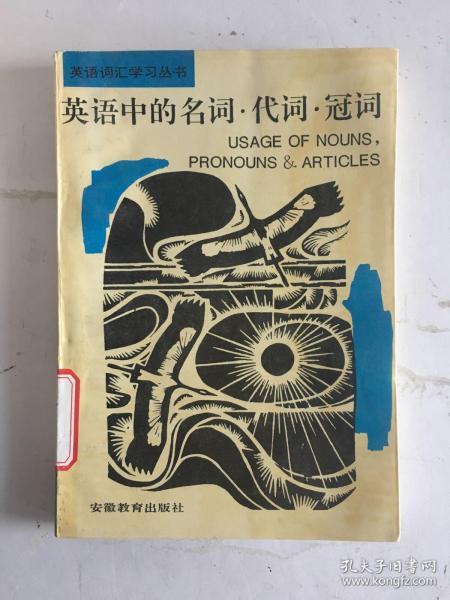 英语词汇学习丛书
英语中的名词·代词·冠词
USAGE OF NOUNS,
PRONOUNS & ARTICLES
安徽教育出版社
孔夫子旧书网
www.kongfz.com